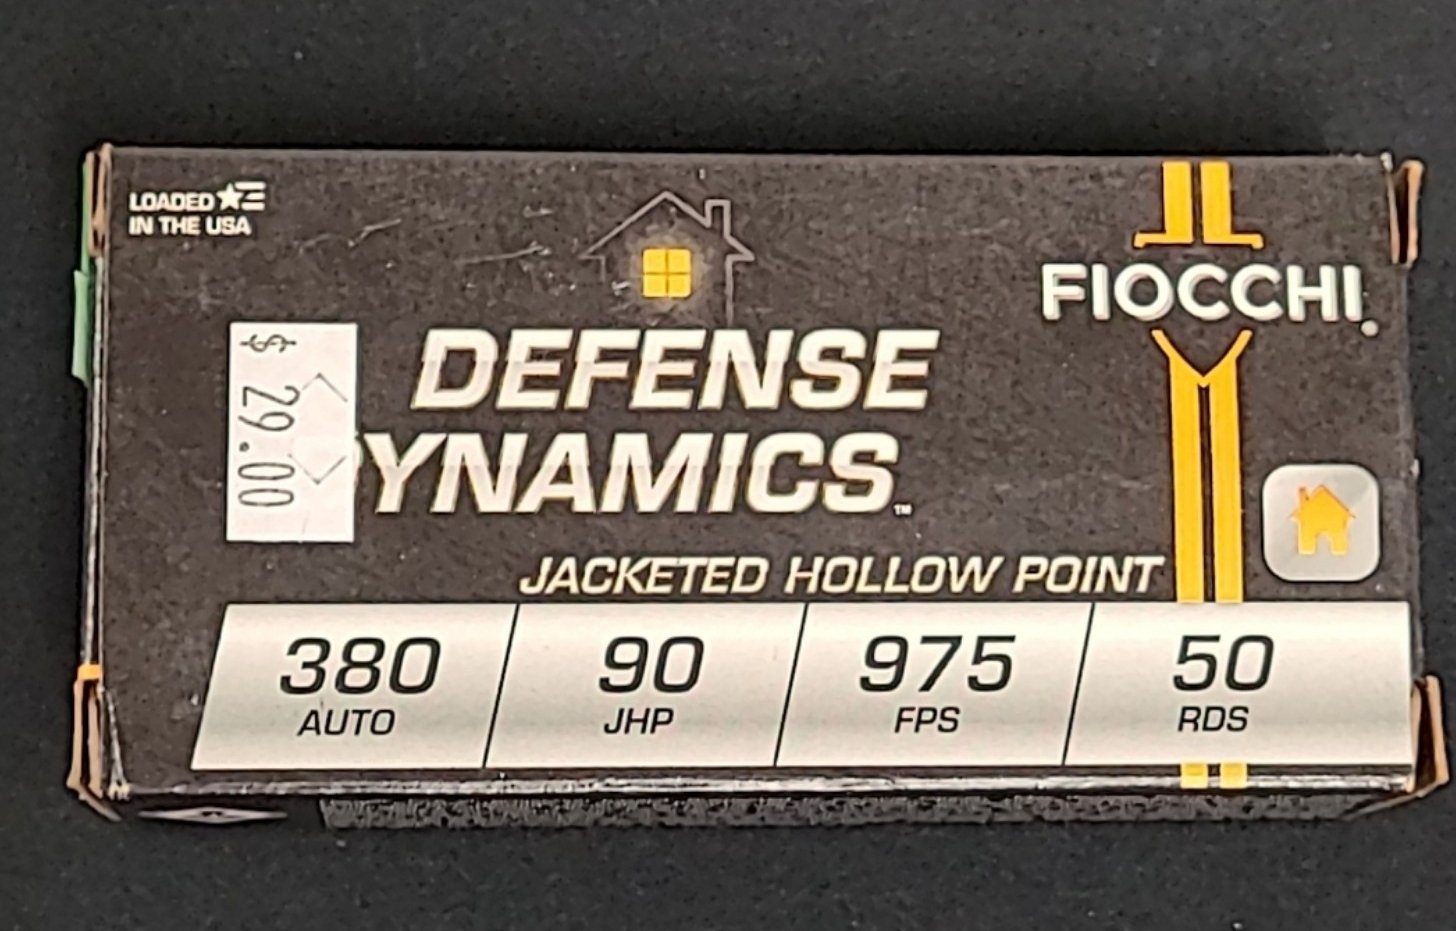 LOADED
IN THE USA
FIOCCHI
$ 29.00
DEFENSE
YNAMICS™
JACKETED HOLLOW POINT
380
AUTO
90
JHP
975
FPS
50
RDS